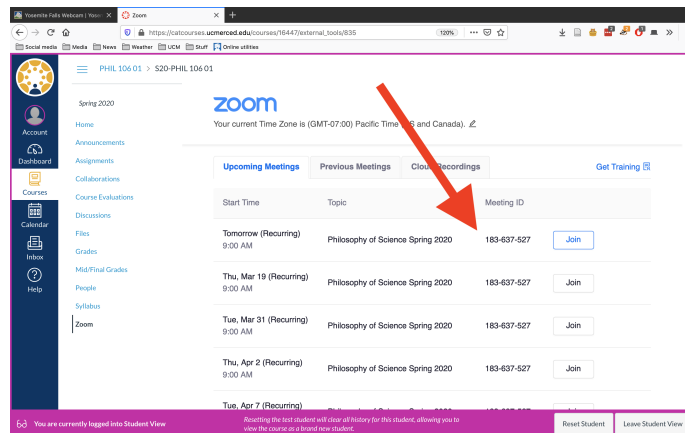 Yosemite Falls Webcam | Yosem X
Zoom X +
https://catcourses.ucmerced.edu/courses/16447/external_tools/835 120%
Social media Media News Weather UCM Stuff Online utilities
PHIL 106 01 > S20-PHIL 106 01
Spring 2020
Home
Announcements
Assignments
Collaborations
Course Evaluations
Discussions
Files
Grades
Mid/Final Grades
People
Syllabus
Zoom
Account
Dashboard
Courses
Calendar
Inbox
Help
zoom
Your current Time Zone is (GMT-07:00) Pacific Time and Canada).
Upcoming Meetings Previous Meetings Cloud Recordings Get Training
Start Time Topic Meeting ID
Tomorrow (Recurring)
9:00 AM
Philosophy of Science Spring 2020 183-637-527 Join
Thu, Mar 19 (Recurring)
9:00 AM
Philosophy of Science Spring 2020 183-637-527 Join
Tue, Mar 31 (Recurring)
9:00 AM
Philosophy of Science Spring 2020 183-637-527 Join
Thu, Apr 2 (Recurring)
9:00 AM
Philosophy of Science Spring 2020 183-637-527 Join
Tue, Apr 7 (Recurring)
You are currently logged into Student View
Resetting the test student will clear all history for this student, allowing you to
view the course as a brand new student.
Reset Student Leave Student View